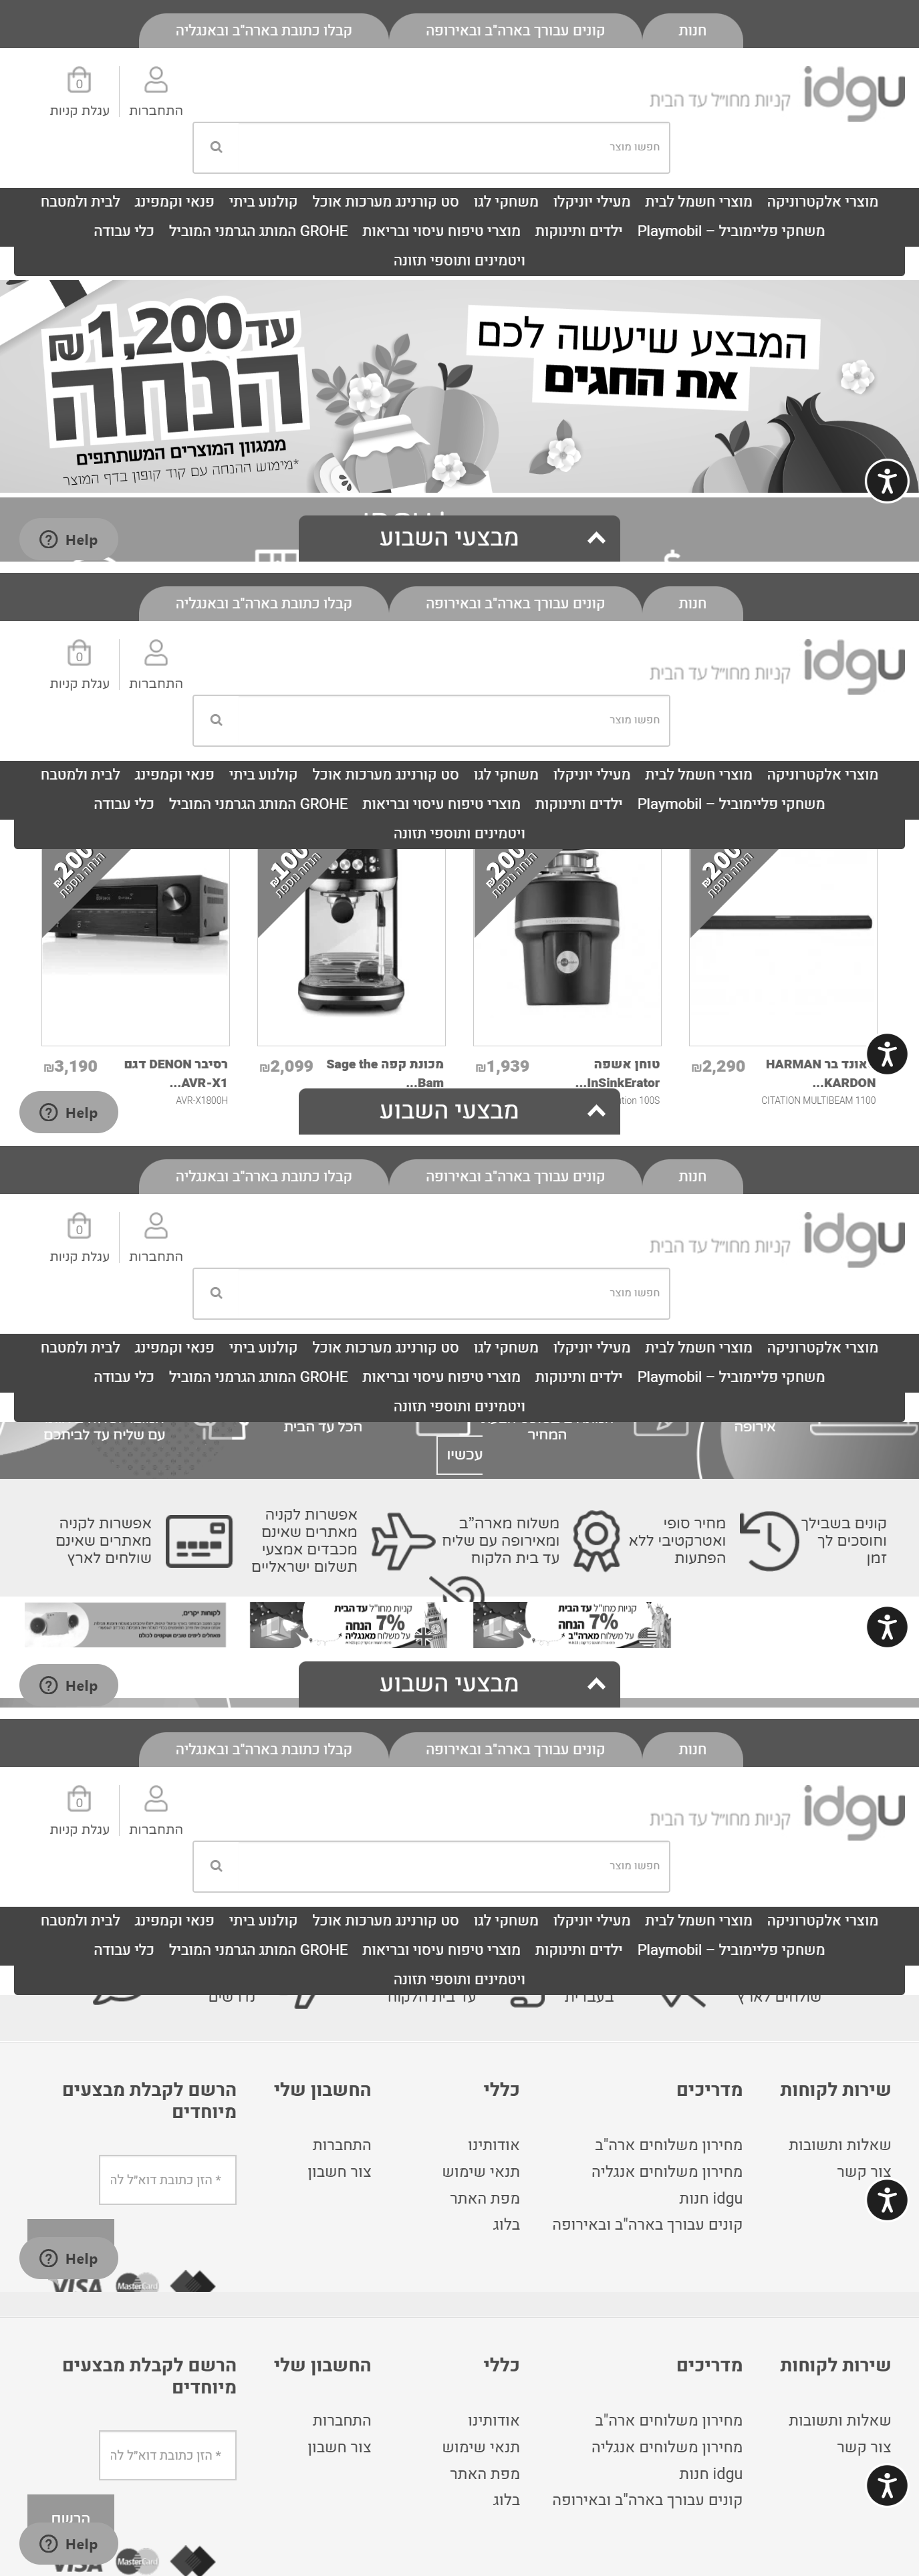 חנות
קונים עבורך בארה"ב ובאירופה
קבלו כתובת בארה"ב ובאנגליה
idgu קניות מחו״ל עד הבית
התחברות
0
עגלת קניות
חפשו מוצר
מוצרי אלקטרוניקה מוצרי חשמל לבית מעילי יוניקלו משחקי לגו סט קורנינג מערכות אוכל קולנוע ביתי פנאי וקמפינג לבית ולמטבח
משחקי פליימוביל – Playmobil ילדים ותינוקות מוצרי טיפוח עיסוי ובריאות GROHE המותג הגרמני המוביל כלי עבודה
ויטמינים ותוספי תזונה
המבצע שיעשה לכם
את החגים
עד 1,200₪
הנחה
ממגוון המוצרים המשתתפים
*מימוש ההנחה עם קוד קופון בדף המוצר
מבצעי השבוע
Help
חנות
קונים עבורך בארה"ב ובאירופה
קבלו כתובת בארה"ב ובאנגליה
idgu קניות מחו״ל עד הבית
התחברות
0
עגלת קניות
חפשו מוצר
מוצרי אלקטרוניקה מוצרי חשמל לבית מעילי יוניקלו משחקי לגו סט קורנינג מערכות אוכל קולנוע ביתי פנאי וקמפינג לבית ולמטבח
משחקי פליימוביל – Playmobil ילדים ותינוקות מוצרי טיפוח עיסוי ובריאות GROHE המותג הגרמני המוביל כלי עבודה
ויטמינים ותוספי תזונה
200₪
הנחה נוספת
200₪
הנחה נוספת
100₪
הנחה נוספת
200₪
הנחה נוספת
אונד בר HARMAN
KARDON...
2,290₪
CITATION MULTIBEAM 1100
טוחן אשפה
InSinkErator...
1,939₪
100S
מכונת קפה Sage the
Bam...
2,099₪
רסיבר DENON דגם
AVR-X1...
3,190₪
AVR-X1800H
מבצעי השבוע
Help
חנות
קונים עבורך בארה"ב ובאירופה
קבלו כתובת בארה"ב ובאנגליה
idgu קניות מחו״ל עד הבית
התחברות
0
עגלת קניות
חפשו מוצר
מוצרי אלקטרוניקה מוצרי חשמל לבית מעילי יוניקלו משחקי לגו סט קורנינג מערכות אוכל קולנוע ביתי פנאי וקמפינג לבית ולמטבח
משחקי פליימוביל – Playmobil ילדים ותינוקות מוצרי טיפוח עיסוי ובריאות GROHE המותג הגרמני המוביל כלי עבודה
ויטמינים ותוספי תזונה
אירופה
המחיר
הכל עד הבית
עם שליח עד לביתכם
עכשיו
קונים בשבילך
וחוסכים לך
זמן
מחיר סופי
ואטרקטיבי ללא
הפתעות
משלוח מארה"ב
ומאירופה עם שליח
עד בית הלקוח
אפשרות לקניה
מאתרים שאינם
מכבדים אמצעי
תשלום ישראליים
אפשרות לקניה
מאתרים שאינם
שולחים לארץ
קניות מחו"ל עד הבית
7% הנחה
על משלוח מארה"ב
קניות מחו"ל עד הבית
7% הנחה
על משלוח מאנגליה
לקוחות יקרים,
מבצעי השבוע
Help
חנות
קונים עבורך בארה"ב ובאירופה
קבלו כתובת בארה"ב ובאנגליה
idgu קניות מחו״ל עד הבית
התחברות
0
עגלת קניות
חפשו מוצר
מוצרי אלקטרוניקה מוצרי חשמל לבית מעילי יוניקלו משחקי לגו סט קורנינג מערכות אוכל קולנוע ביתי פנאי וקמפינג לבית ולמטבח
משחקי פליימוביל – Playmobil ילדים ותינוקות מוצרי טיפוח עיסוי ובריאות GROHE המותג הגרמני המוביל כלי עבודה
ויטמינים ותוספי תזונה
שולחים לארץ
בעברית
עד בית הלקוח
נדרשים
שירות לקוחות
שאלות ותשובות
צור קשר
מדריכים
מחירון משלוחים ארה"ב
מחירון משלוחים אנגליה
idgu חנות
קונים עבורך בארה"ב ובאירופה
כללי
אודותינו
תנאי שימוש
מפת האתר
בלוג
החשבון שלי
התחברות
צור חשבון
הרשם לקבלת מבצעים
מיוחדים
* הזן כתובת דוא״ל לה
Help
VISA
MasterCard
שירות לקוחות
שאלות ותשובות
צור קשר
מדריכים
מחירון משלוחים ארה"ב
מחירון משלוחים אנגליה
idgu חנות
קונים עבורך בארה"ב ובאירופה
כללי
אודותינו
תנאי שימוש
מפת האתר
בלוג
החשבון שלי
התחברות
צור חשבון
הרשם לקבלת מבצעים
מיוחדים
* הזן כתובת דוא״ל לה
הרשם
Help
VISA
MasterCard